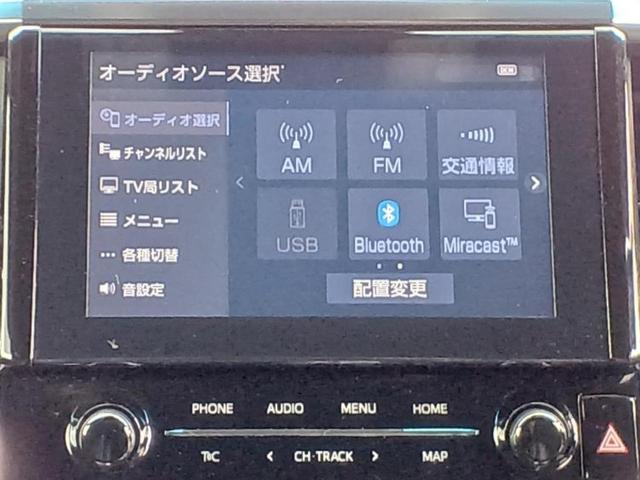 オーディオソース選択
DCM
オーディオ選択
チャンネルリスト
TV局リスト
メニュー
各種切替
音設定
AM
FM
交通情報
USB
Bluetooth
Miracast™
配置変更
PHONE AUDIO MENU HOME
CH·TRACK MAP